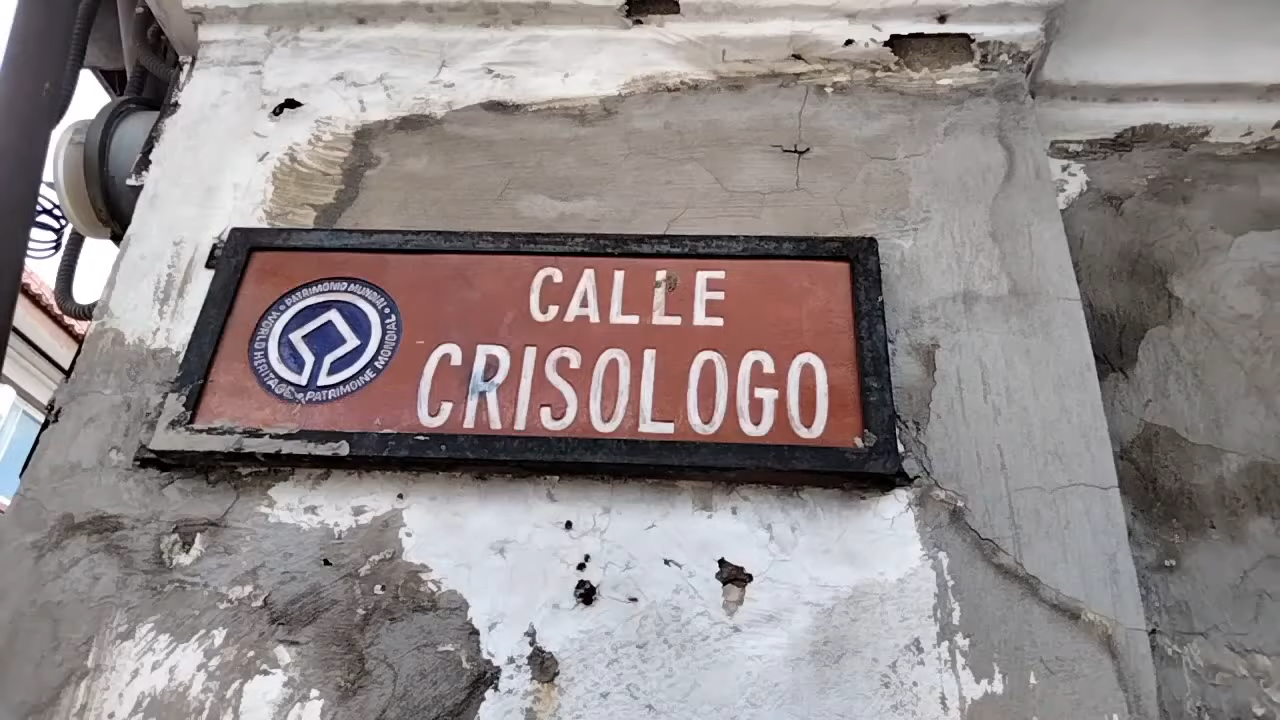 PATRIMONIO MUNDIAL
WORLD HERITAGE
PATRIMOINE MONDIAL
CALLE
CRISOLOGO